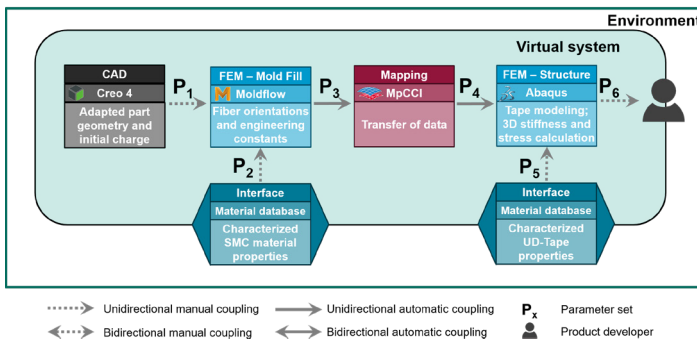 Environment
Virtual system
CAD
Creo 4
Adapted part
geometry and
initial charge
P1
FEM – Mold Fill
Moldflow
Fiber orientations
and engineering
constants
P3
Mapping
MpCCI
Transfer of data
P4
FEM – Structure
Abaqus
Tape modeling;
3D stiffness and
stress calculation
P6
P2
P5
Interface
Material database
Characterized
SMC material
properties
Interface
Material database
Characterized
UD-Tape
properties
Unidirectional manual coupling
Unidirectional automatic coupling
Px
Parameter set
Bidirectional manual coupling
Bidirectional automatic coupling
Product developer